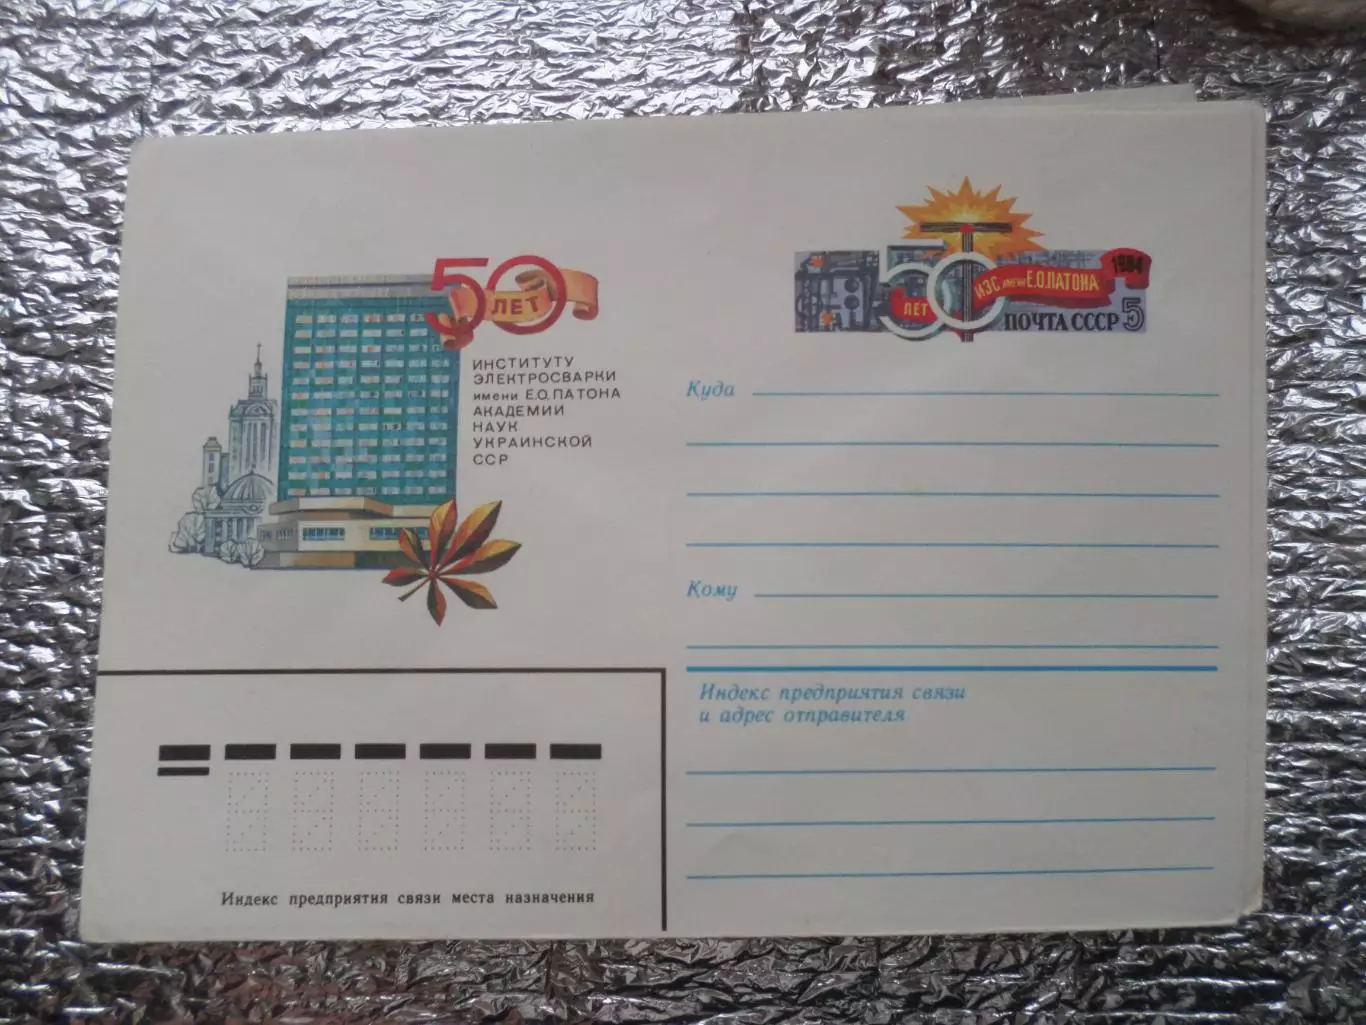 50
ЛЕТ
ИНСТИТУТУ
ЭЛЕКТРОСВАРКИ
имени Е.О. ПАТОНА
АКАДЕМИИ
НАУК
УКРАИНСКОЙ
ССР
50
ЛЕТ
ИЭС ИМЕНИ Е.О.ПАТОНА
1984
ПОЧТА СССР 5
Куда
Кому
Индекс предприятия связи
и адрес отправителя
Индекс предприятия связи места назначения